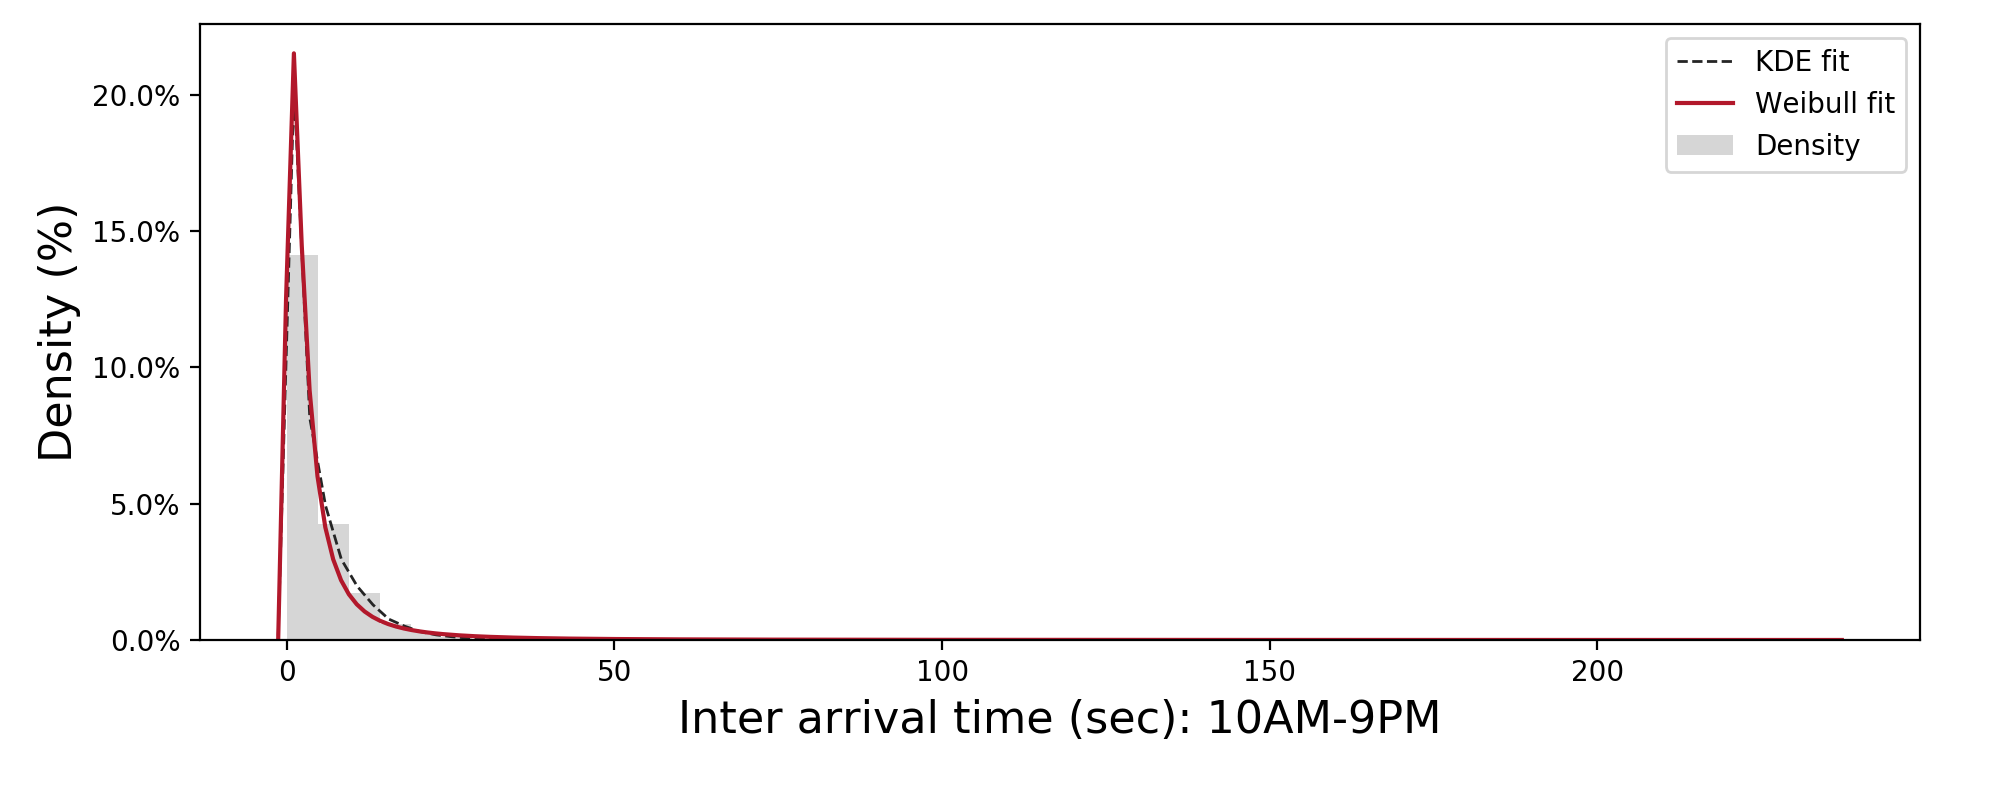 KDE fit
Weibull fit
Density
Density (%)
20.0%
15.0%
10.0%
5.0%
0.0%
0 50 100 150 200
Inter arrival time (sec): 10AM-9PM